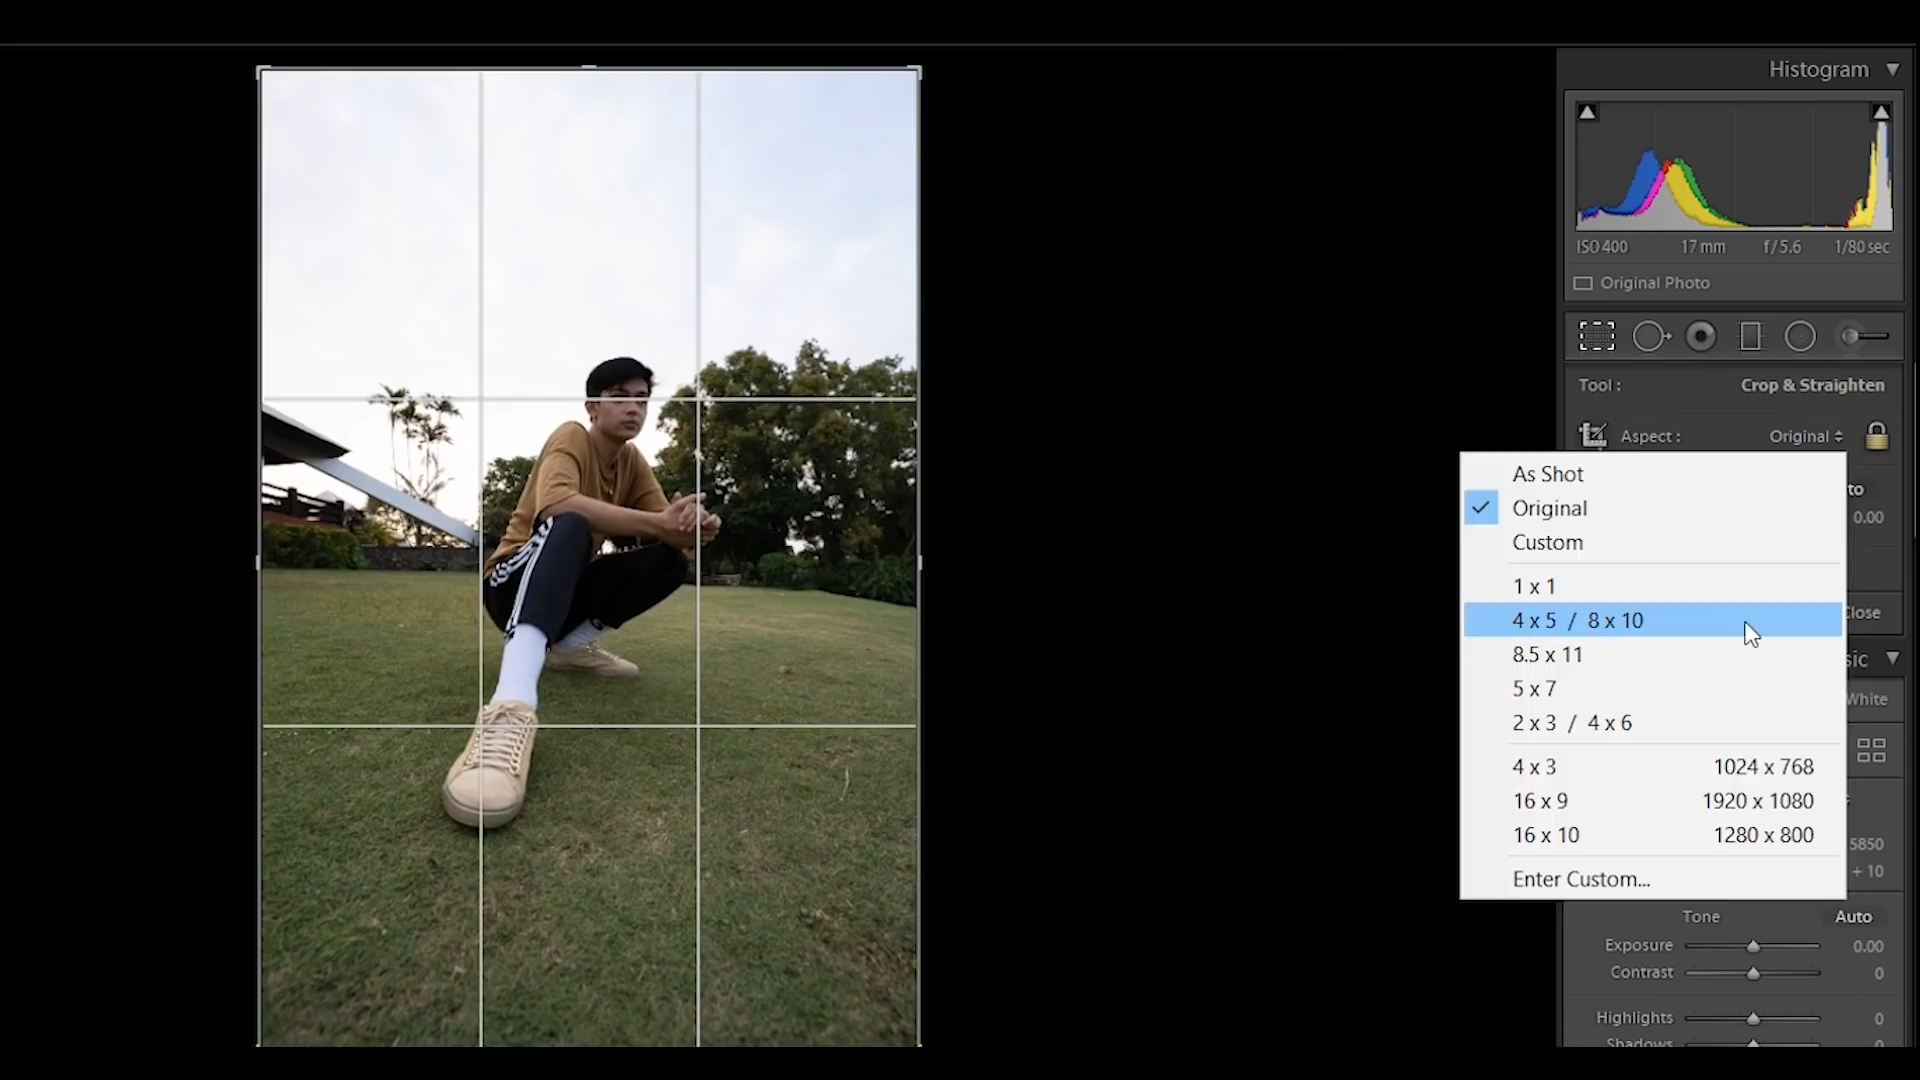 Histogram
ISO 400 17 mm f / 5.6 1/80 sec
Original Photo
Tool : Crop & Straighten
Aspect : Original
As Shot
Original
Custom
1 x 1
4 x 5 / 8 x 10
8.5 x 11
5 x 7
2 x 3 / 4 x 6
4 x 3 1024 x 768
16 x 9 1920 x 1080
16 x 10 1280 x 800
Enter Custom...
to
0.00
Close
sic
White
5850
+ 10
Tone Auto
Exposure 0.00
Contrast 0
Highlights 0
Shadows 0